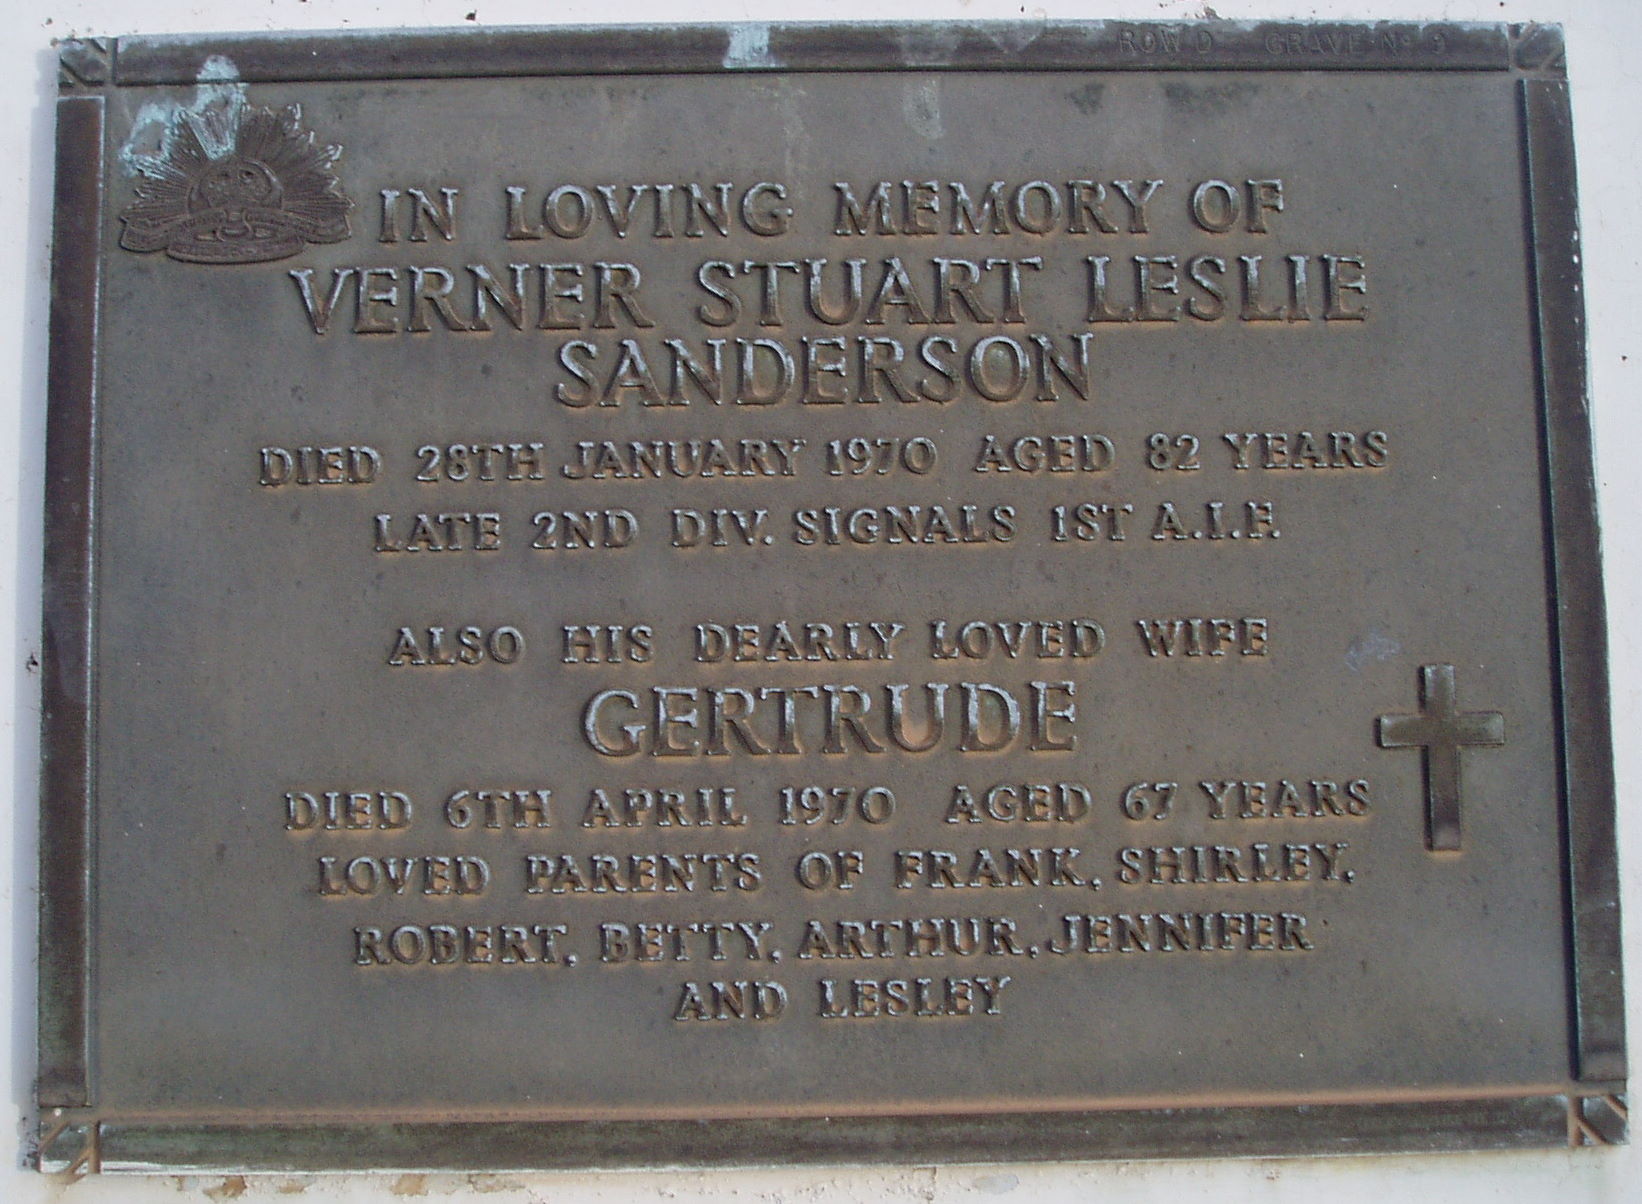 ROW D GRAVE No 9
IN LOVING MEMORY OF
VERNER STUART LESLIE
SANDERSON
DIED 28TH JANUARY 1970 AGED 82 YEARS
LATE 2ND DIV. SIGNALS 1ST A.I.F.
ALSO HIS DEARLY LOVED WIFE
GERTRUDE
DIED 6TH APRIL 1970 AGED 67 YEARS
LOVED PARENTS OF FRANK, SHIRLEY,
ROBERT, BETTY, ARTHUR, JENNIFER
AND LESLEY